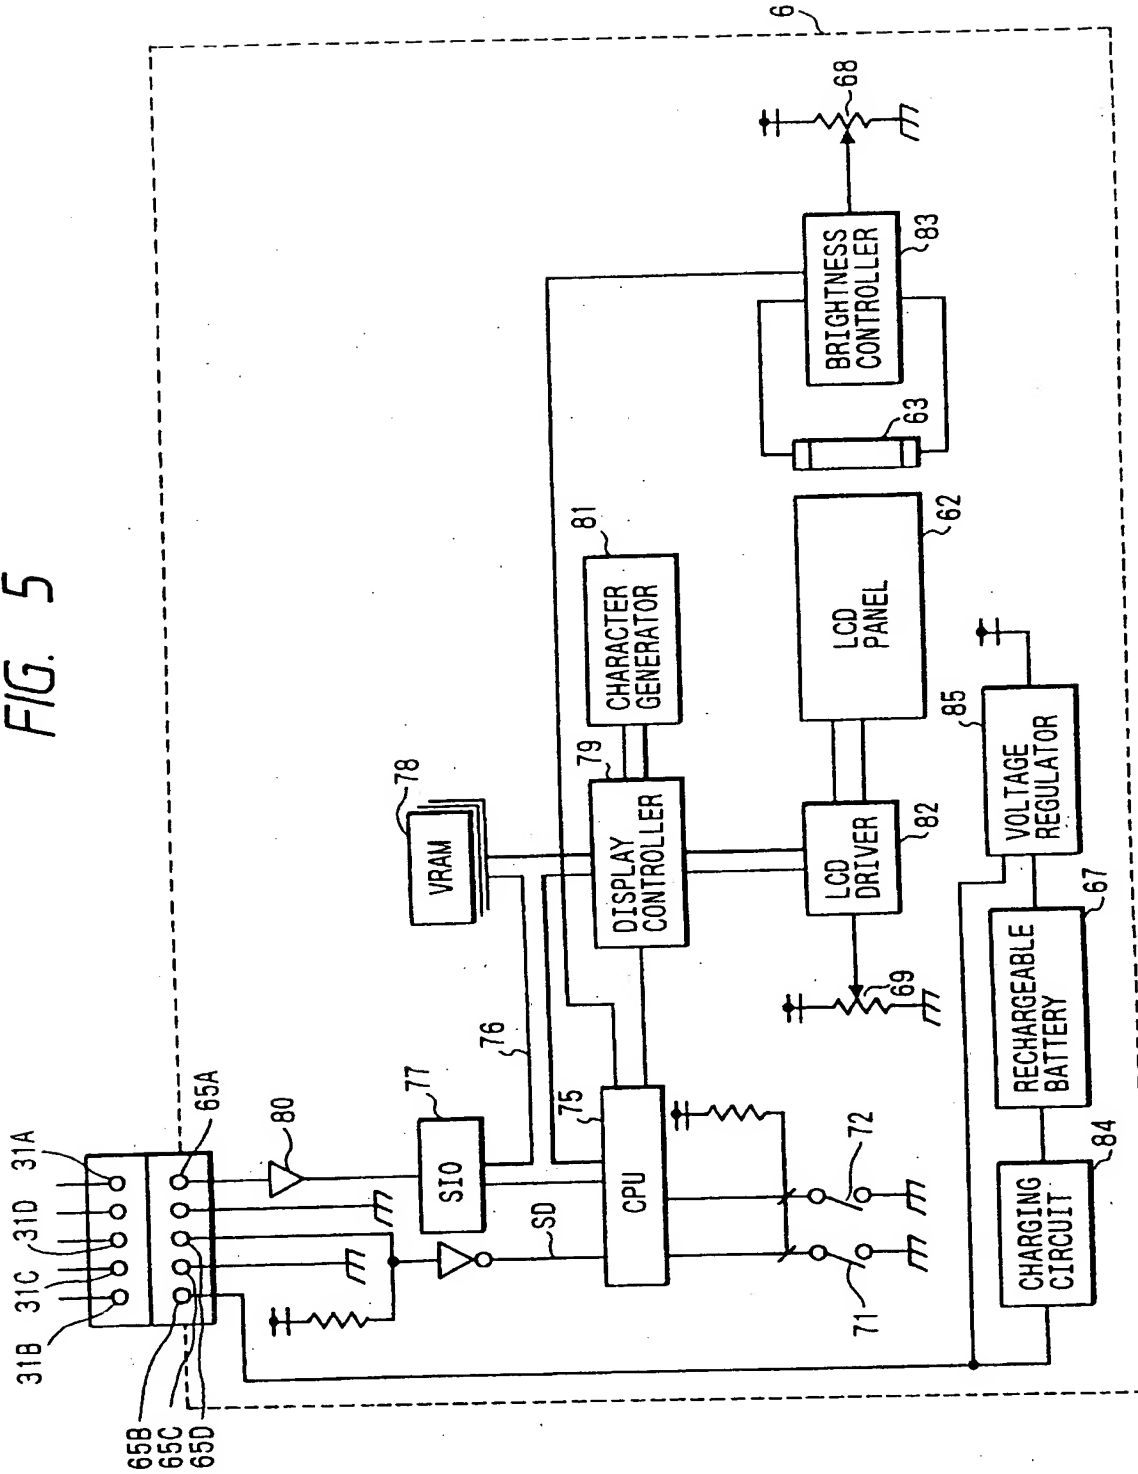 FIG. 5
6
31A
31D
31C
31B
65A
65B
65C
65D
80
77
SIO
SD
76
78
VRAM
75
CPU
79
DISPLAY
CONTROLLER
81
CHARACTER
GENERATOR
71
72
69
LCD
DRIVER
82
LCD
PANEL
62
63
BRIGHTNESS
CONTROLLER
83
68
CHARGING
CIRCUIT
84
RECHARGEABLE
BATTERY
67
VOLTAGE
REGULATOR
85